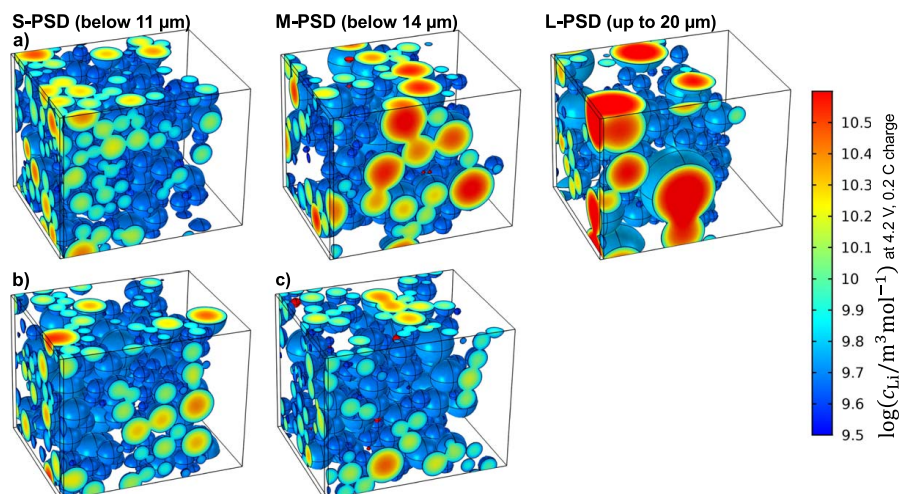 S-PSD (below 11 µm) M-PSD (below 14 µm) L-PSD (up to 20 µm)
a)
b) c)
10.5
10.4
10.3
10.2
10.1
10
9.9
9.8
9.7
9.6
9.5
log(c_Li/m³mol⁻¹) at 4.2 V, 0.2 C charge